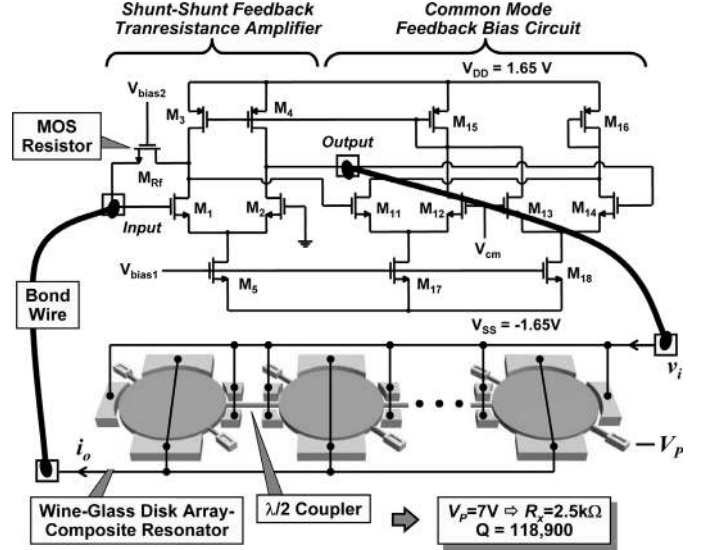 Shunt-Shunt Feedback
Tranresistance Amplifier
Common Mode
Feedback Bias Circuit
V_DD = 1.65 V
V_bias2
M_3
M_4
M_15
M_16
MOS
Resistor
Output
M_Rf
Input
M_1
M_2
M_11
M_12
M_13
M_14
V_cm
V_bias1
M_5
M_17
M_18
Bond
Wire
V_SS = -1.65V
v_i
i_o
V_P
Wine-Glass Disk Array-
Composite Resonator
λ/2 Coupler
V_P=7V ⇨ R_x=2.5kΩ
Q = 118,900